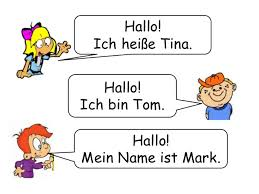 Hallo!
Ich heiße Tina.
Hallo!
Ich bin Tom.
Hallo!
Mein Name ist Mark.